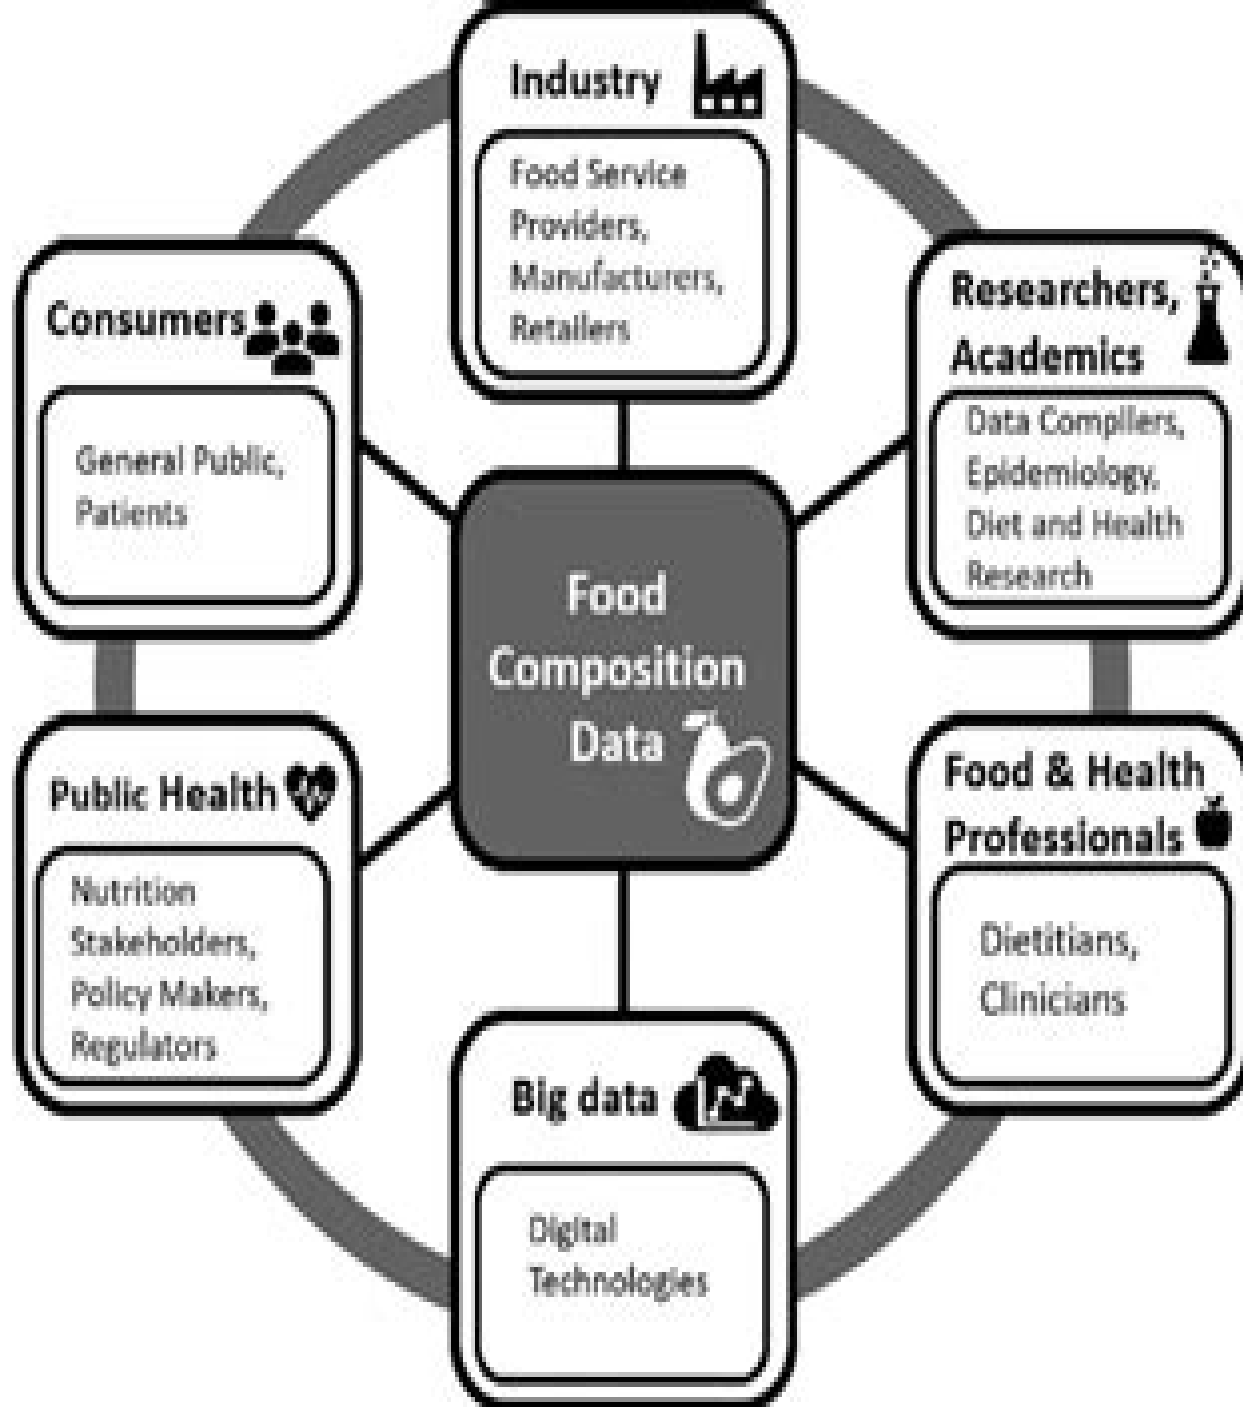 Industry
Food Service
Providers,
Manufacturers,
Retailers
Consumers
General Public,
Patients
Researchers,
Academics
Data Compilers,
Epidemiology,
Diet and Health
Research
Food
Composition
Data
Public Health
Nutrition
Stakeholders,
Policy Makers,
Regulators
Food & Health
Professionals
Dietitians,
Clinicians
Big data
Digital
Technologies